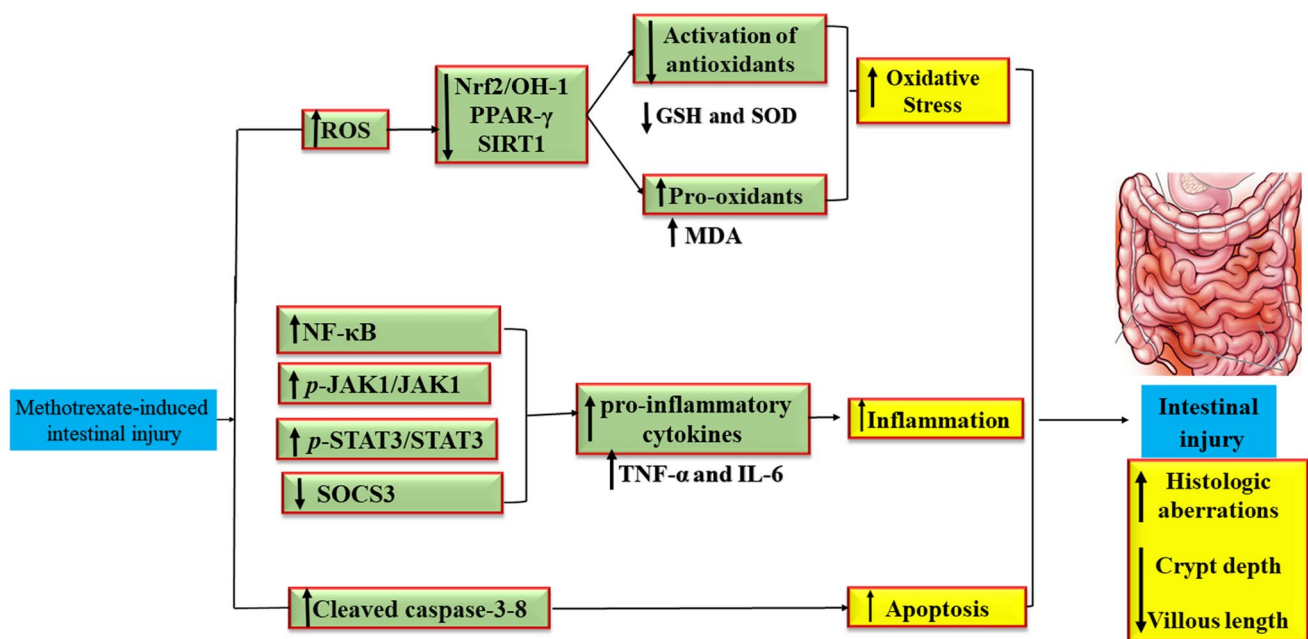 Methotrexate-induced
intestinal injury
↑ROS
↓Nrf2/OH-1
PPAR-γ
SIRT1
↓Activation of
antioxidants
↓GSH and SOD
↑Pro-oxidants
↑ MDA
↑Oxidative
Stress
↑NF-κB
↑p-JAK1/JAK1
↑p-STAT3/STAT3
↓SOCS3
↑pro-inflammatory
cytokines
↑TNF-α and IL-6
↑Inflammation
↑Cleaved caspase-3-8
↑Apoptosis
Intestinal
injury
↑Histologic
aberrations
↓Crypt depth
Villous length